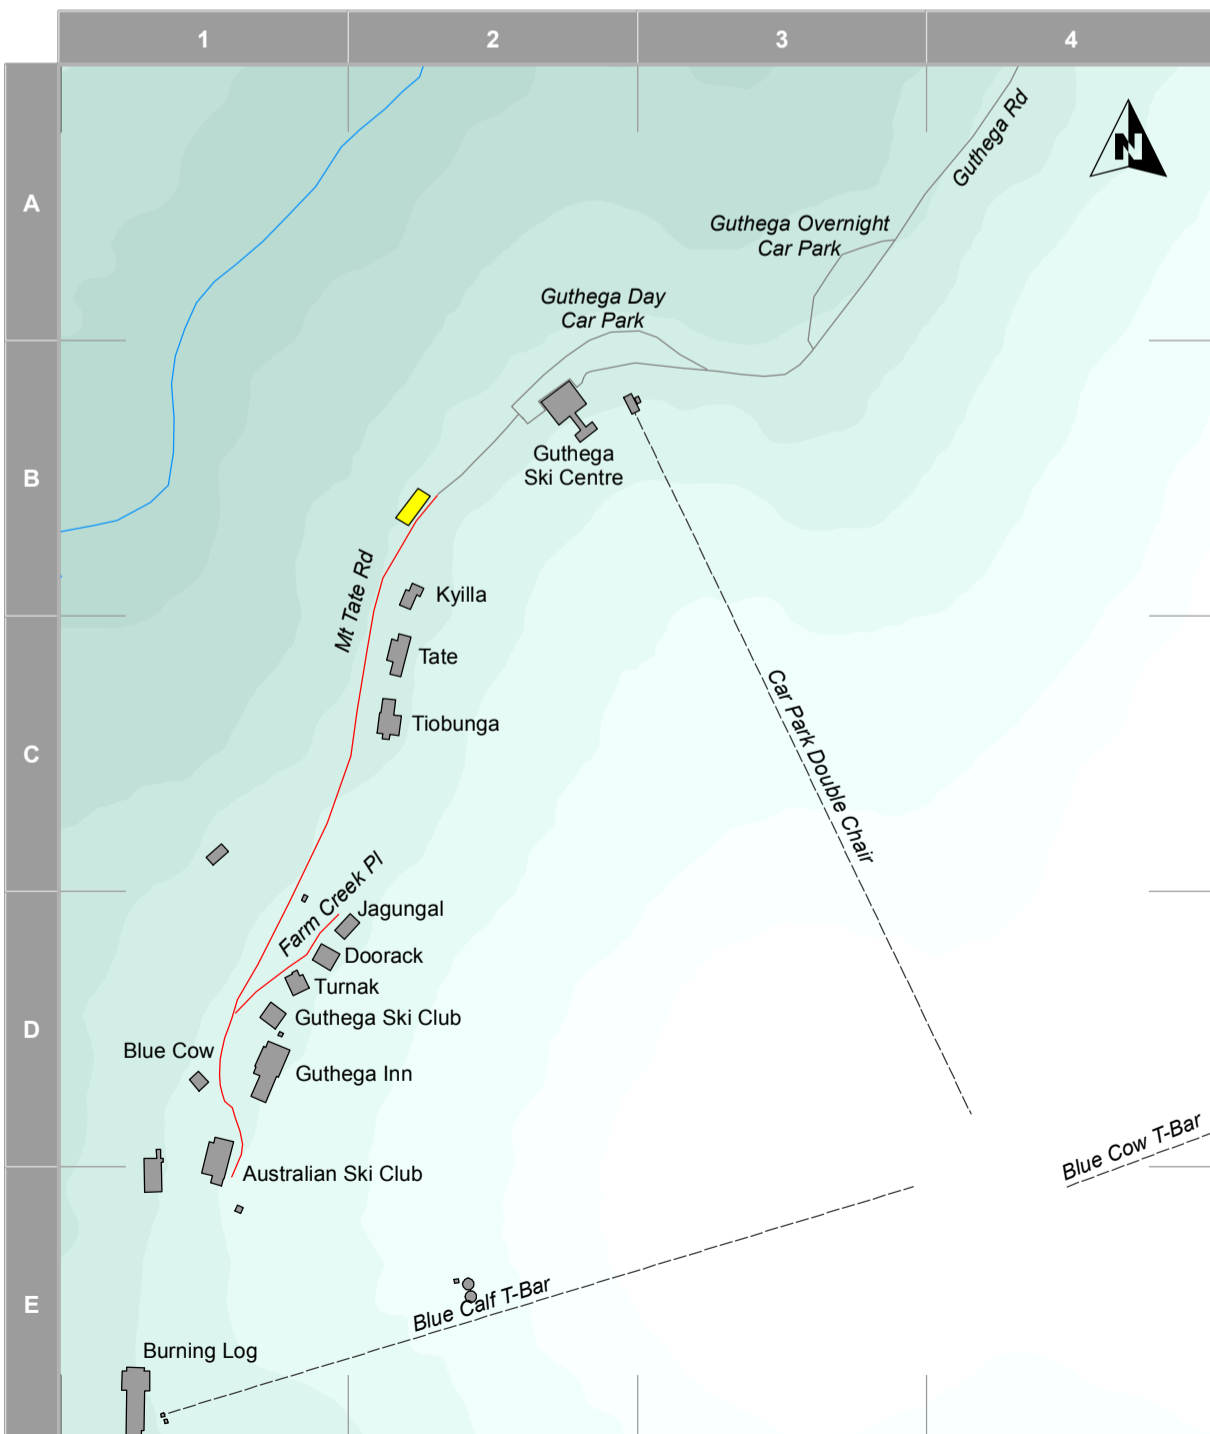 1
2
3
4
A
N
Guthega Rd
Guthega Overnight
Car Park
Guthega Day
Car Park
B
Guthega
Ski Centre
Mt Tate Rd
Kyilla
Tate
Car Park Double Chair
Tiobunga
C
Farm Creek Pl
Jagungal
Doorack
Turnak
Guthega Ski Club
D
Blue Cow
Guthega Inn
Blue Cow T-Bar
Australian Ski Club
E
Blue Calf T-Bar
Burning Log